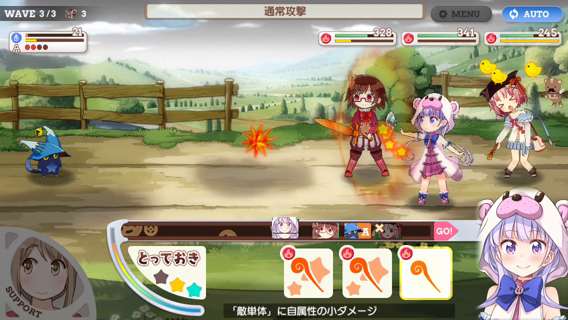 WAVE 3/3 3
通常攻撃
MENU
AUTO
21
A
328
341
245
A
GO!
とっておき
SUPPORT
「敵単体」に自属性の小ダメージ